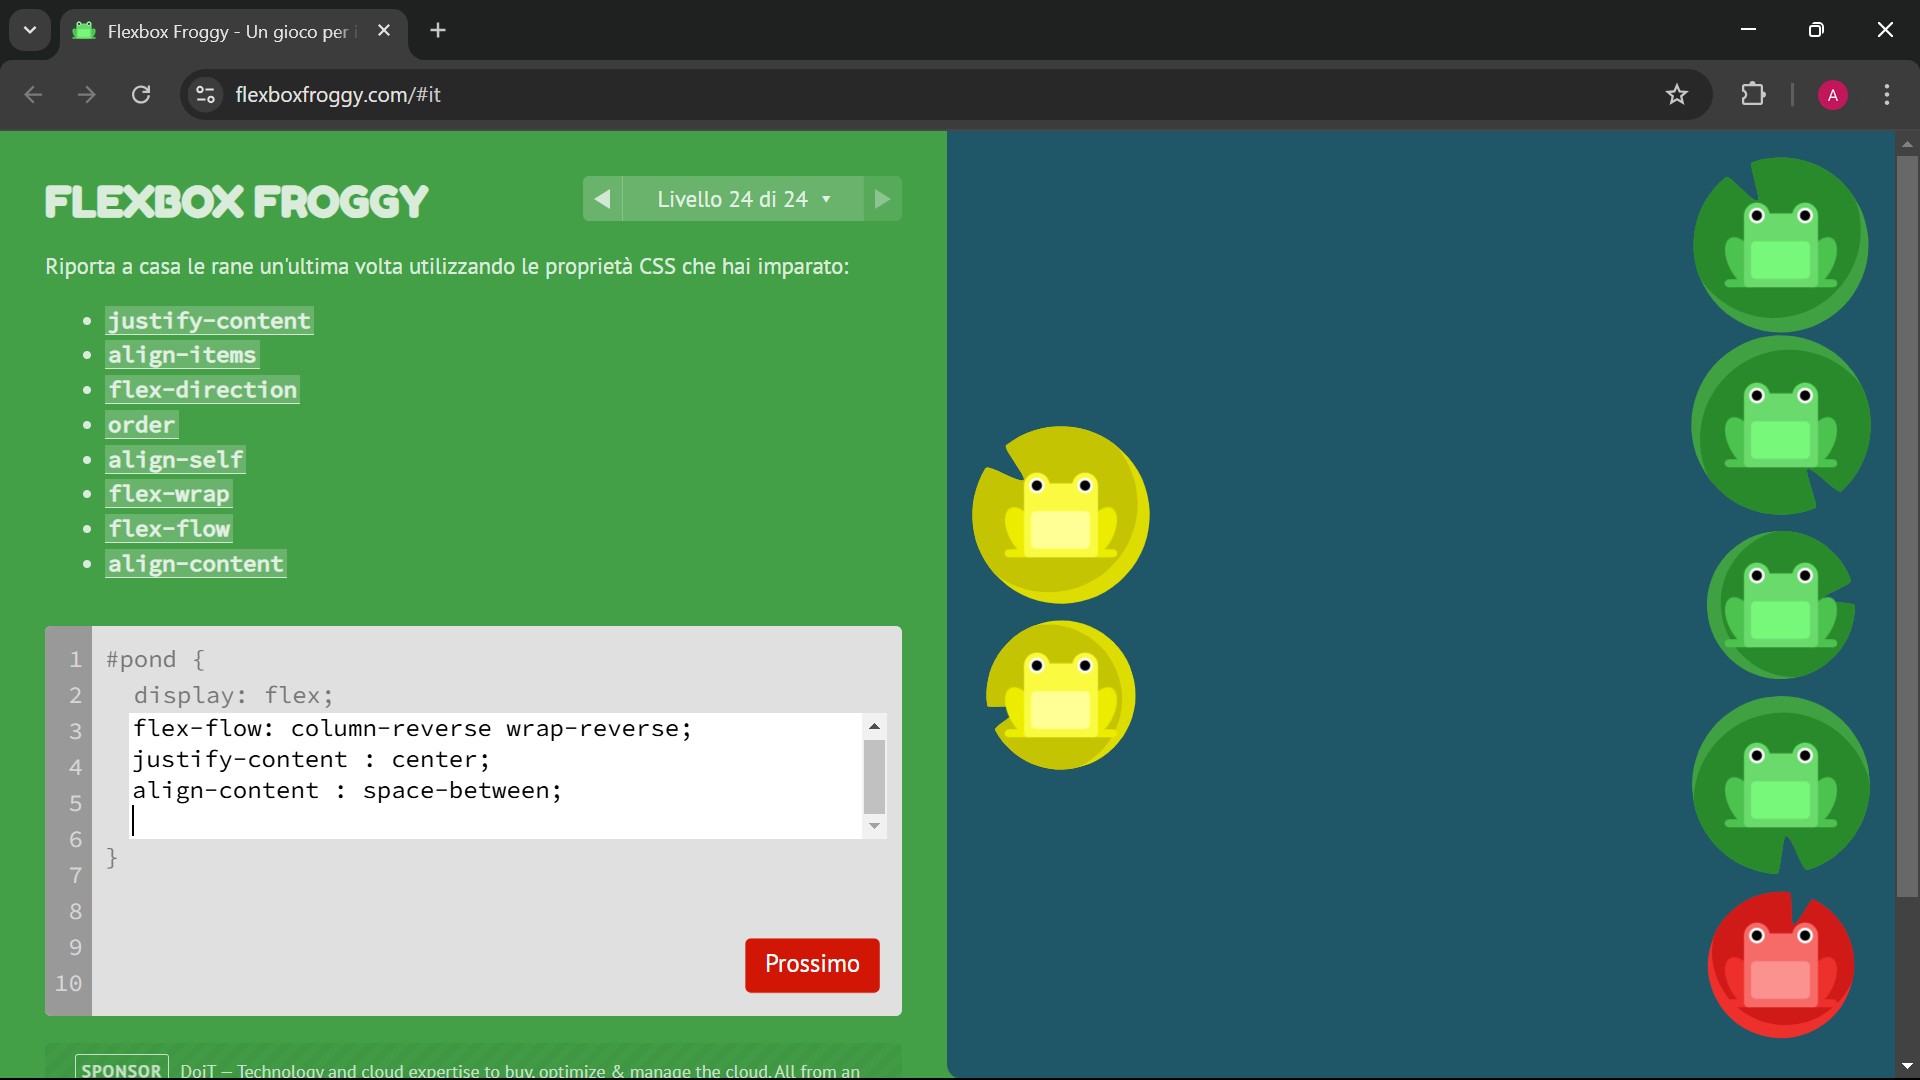 Flexbox Froggy - Un gioco per
flexboxfroggy.com/#it
A
FLEXBOX FROGGY
Livello 24 di 24
Riporta a casa le rane un'ultima volta utilizzando le proprietà CSS che hai imparato:
justify-content
align-items
flex-direction
order
align-self
flex-wrap
flex-flow
align-content
1 #pond {
2 display: flex;
3 flex-flow: column-reverse wrap-reverse;
4 justify-content : center;
5 align-content : space-between;
6 }
7
8
9
10
Prossimo
SPONSOR DoiT – Technology and cloud expertise to buy, optimize & manage the cloud. All from an